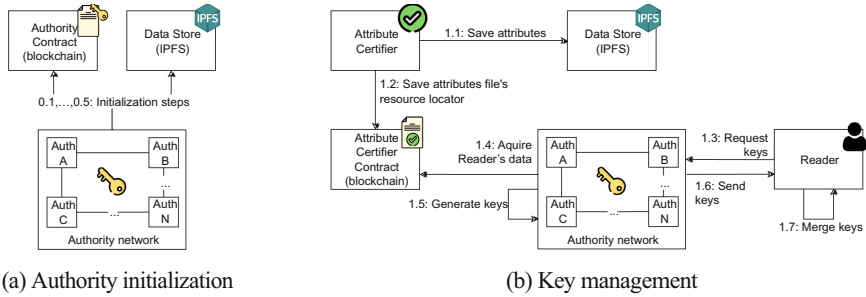 Authority
Contract
(blockchain)
IPFS
Data Store
(IPFS)
0.1,...,0.5: Initialization steps
Auth
A
Auth
B
...
Auth
C
...
Auth
N
Authority network
(a) Authority initialization
Attribute
Certifier
1.1: Save attributes
IPFS
Data Store
(IPFS)
1.2: Save attributes file's
resource locator
Attribute
Certifier
Contract
(blockchain)
1.4: Aquire
Reader's data
1.5: Generate keys
Auth
A
Auth
B
...
Auth
C
...
Auth
N
Authority network
1.3: Request
keys
1.6: Send
keys
Reader
1.7: Merge keys
(b) Key management